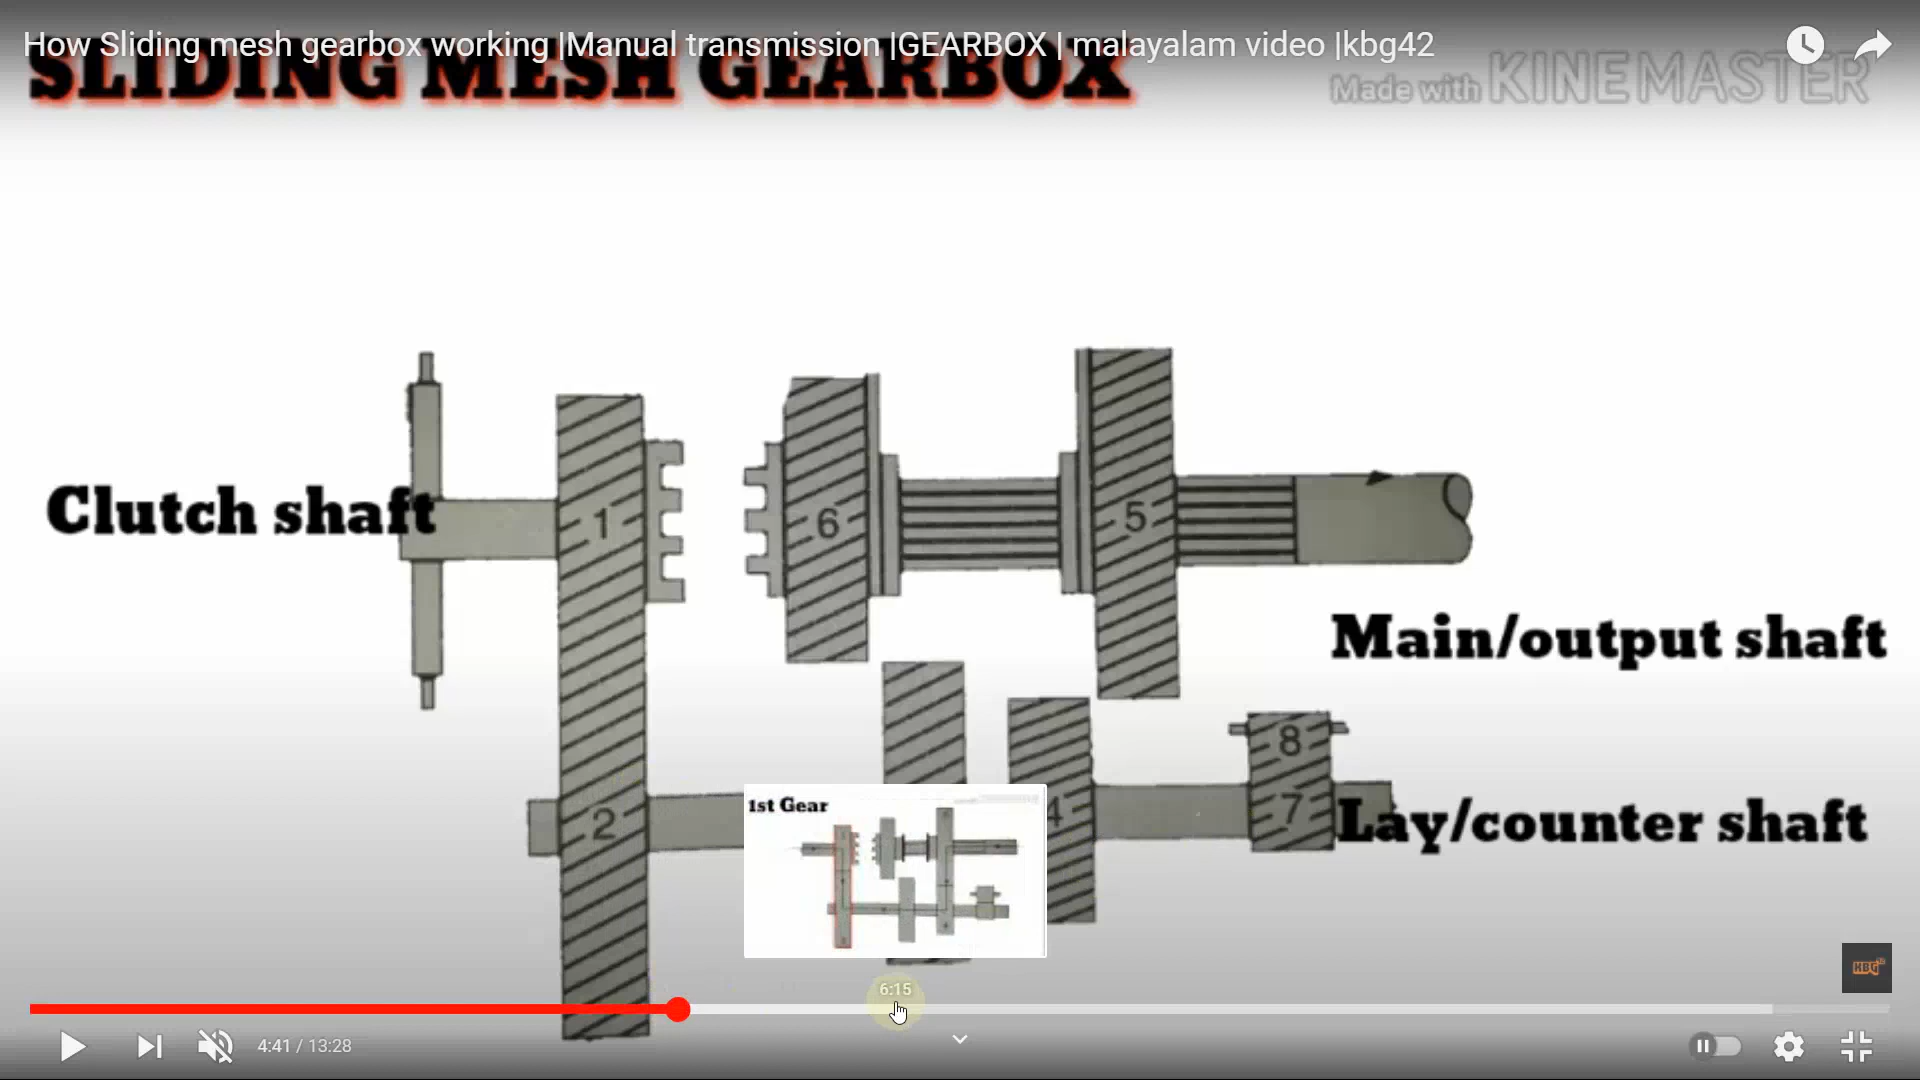 How Sliding mesh gearbox working |Manual transmission |GEARBOX | malayalam video |kbg42
SLIDING MESH GEARBOX
Made with KINEMASTER
1
6
5
Clutch shaft
Main/output shaft
8
2
4
7
Lay/counter shaft
1st Gear
KBG
6:15
4:41 / 13:28